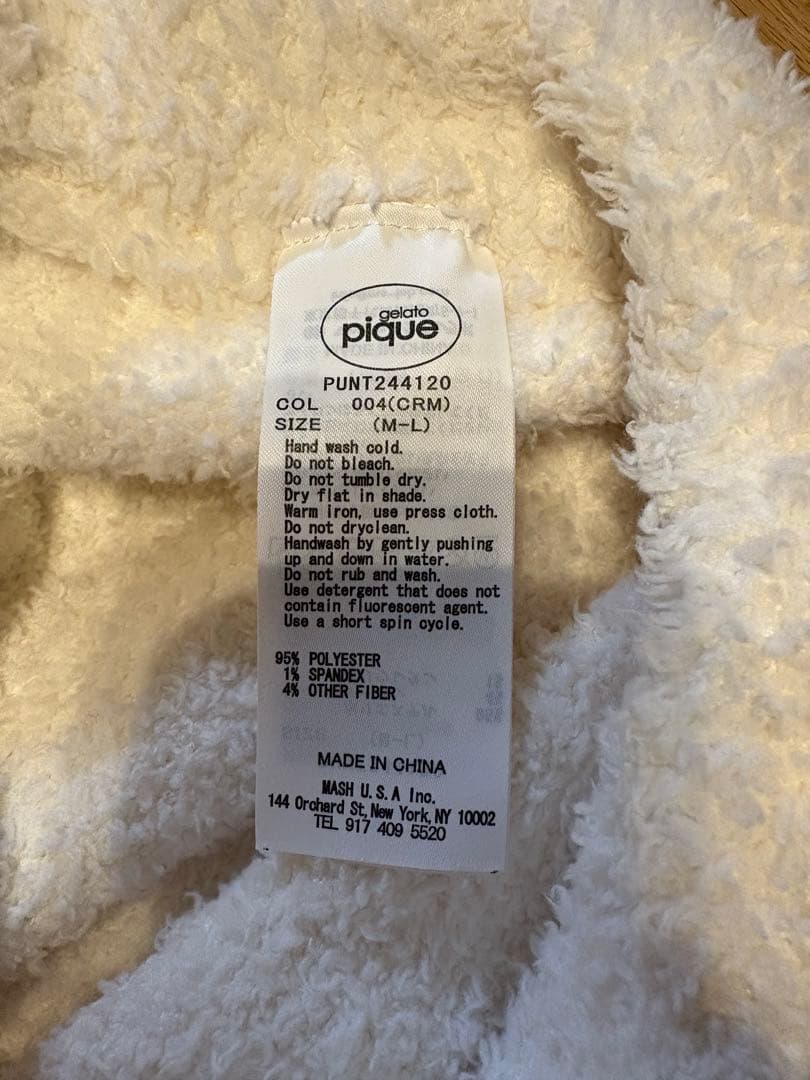 gelato
pique
PUNT244120
COL 004(CRM)
SIZE (M-L)
Hand wash cold.
Do not bleach.
Do not tumble dry.
Dry flat in shade.
Warm iron, use press cloth.
Do not dryclean.
Handwash by gently pushing
up and down in water.
Do not rub and wash.
Use detergent that does not
contain fluorescent agent.
Use a short spin cycle.
95% POLYESTER
1% SPANDEX
4% OTHER FIBER
MADE IN CHINA
MASH U.S.A Inc.
144 Orchard St, New York, NY 10002
TEL 917 409 5520